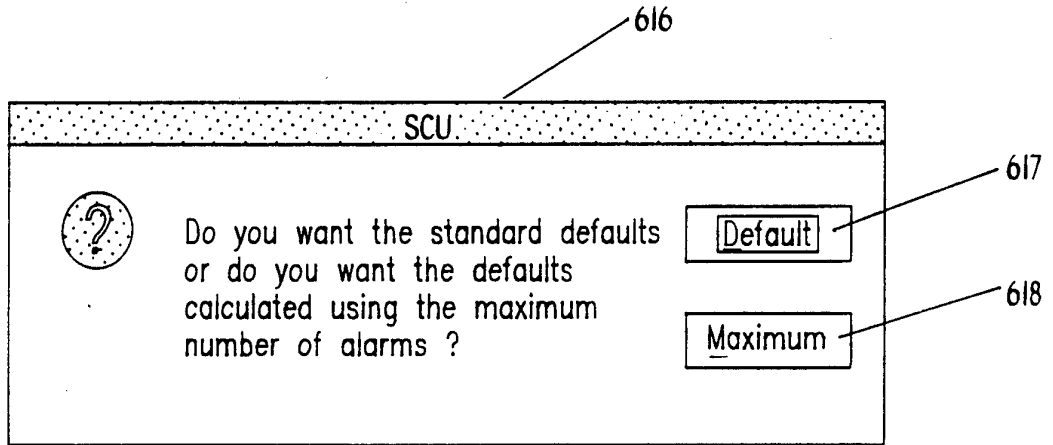 616
SCU
617
Do you want the standard defaults
Default
or do you want the defaults
calculated using the maximum
618
number of alarms ?
Maximum